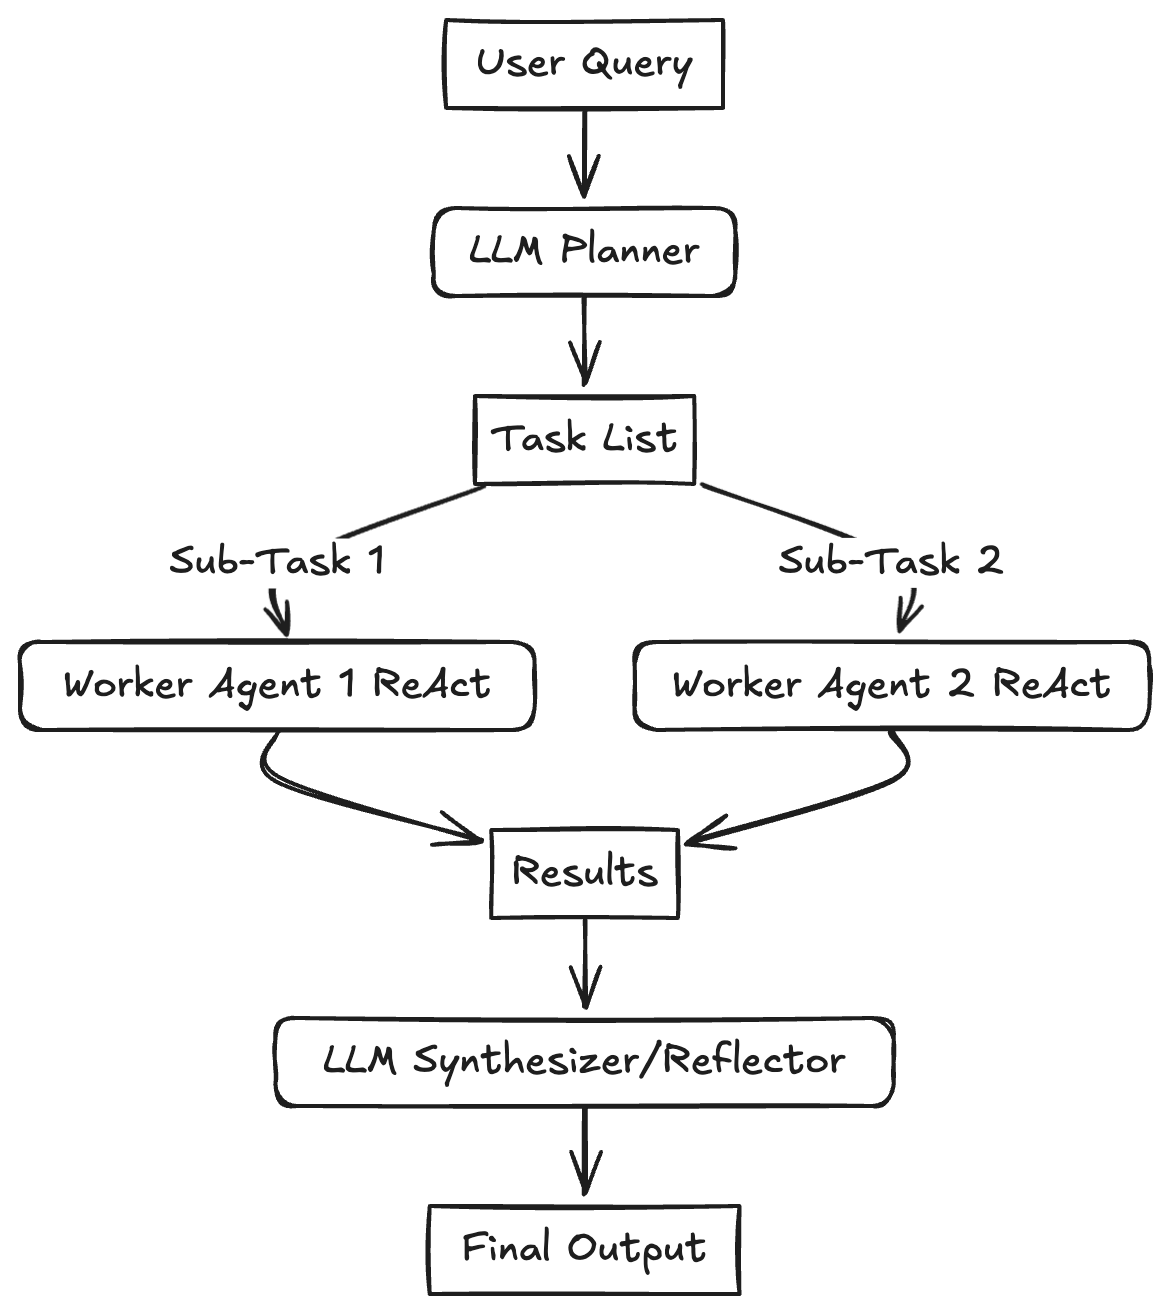 User Query
LLM Planner
Task List
Sub-Task 1
Sub-Task 2
Worker Agent 1 ReAct
Worker Agent 2 ReAct
Results
LLM Synthesizer/Reflector
Final Output